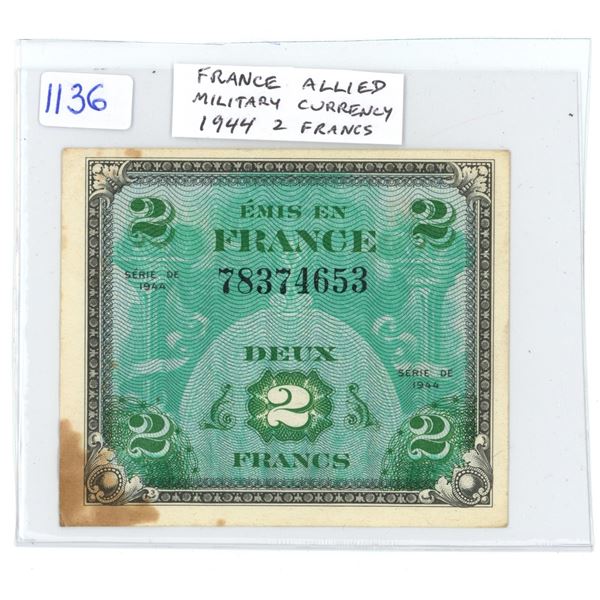 1136
FRANCE ALLIED
MILITARY CURRENCY
1944 2 FRANCS
2 2
ÉMIS EN
FRANCE
SÉRIE DE
1944
78374653
DEUX
SÉRIE DE
1944
2 2 2
FRANCS